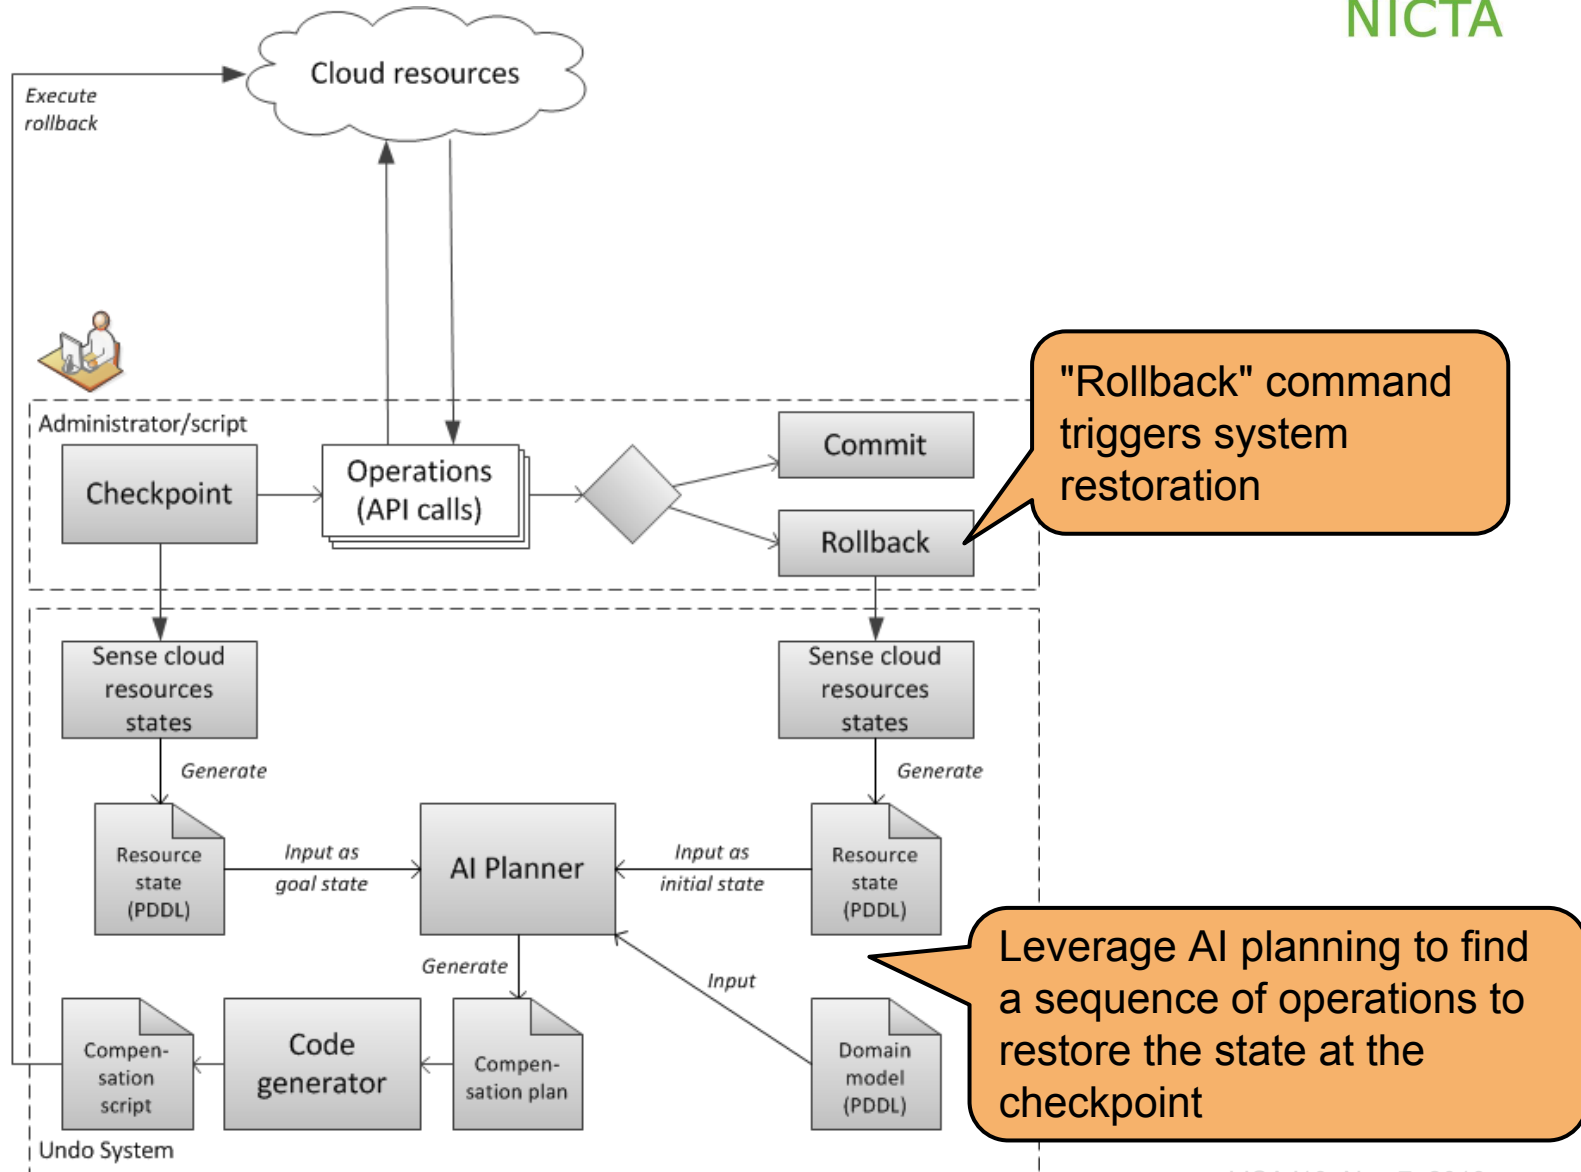 NICTA
Cloud resources
Execute
rollback
"Rollback" command
triggers system
restoration
Administrator/script
Checkpoint
Operations
(API calls)
Commit
Rollback
Sense cloud
resources
states
Sense cloud
resources
states
Generate
Generate
Resource
state
(PDDL)
Input as
goal state
AI Planner
Input as
initial state
Resource
state
(PDDL)
Leverage AI planning to find
a sequence of operations to
restore the state at the
checkpoint
Generate
Input
Compen-
sation
script
Code
generator
Compen-
sation plan
Domain
model
(PDDL)
Undo System